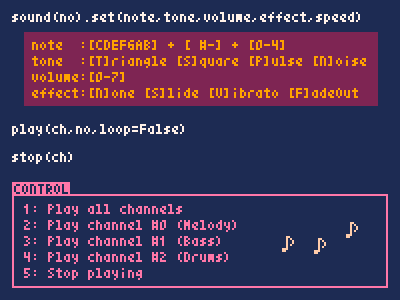 sound(no).set(note,tone,volume,effect,speed)
note  :[CDEFGAB] + [ #-] + [0-4]
tone  :[T]riangle [S]quare [P]ulse [N]oise
volume:[0-7]
effect:[N]one [S]lide [V]ibrato [F]adeOut
play(ch,no,loop=False)
stop(ch)
CONTROL
1: Play all channels
2: Play channel #0 (Melody)
3: Play channel #1 (Bass)
4: Play channel #2 (Drums)
5: Stop playing